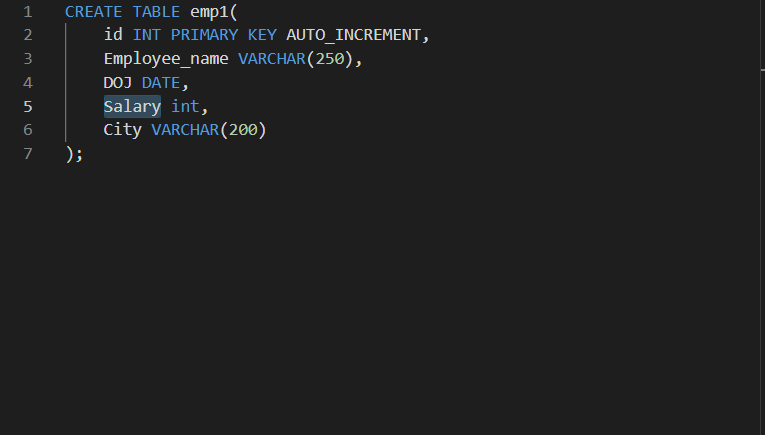 1 CREATE TABLE emp1(
2 id INT PRIMARY KEY AUTO_INCREMENT,
3 Employee_name VARCHAR(250),
4 DOJ DATE,
5 Salary int,
6 City VARCHAR(200)
7 );